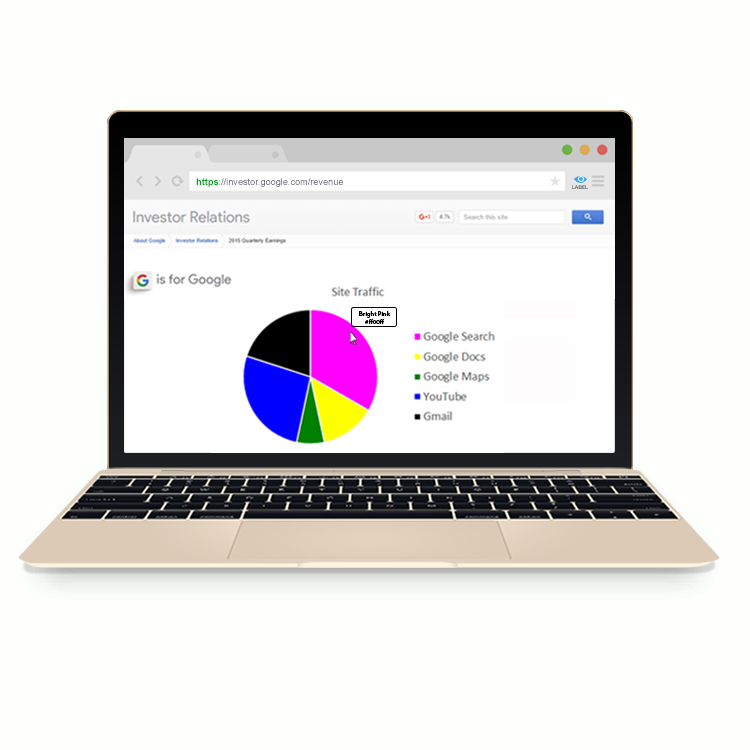 https://investor.google.com/revenue
LABEL
Investor Relations
G+1
4.7k
Search this site
About Google
Investor Relations
2015 Quarterly Earnings
G is for Google
Site Traffic
Bright Pink
#ff00ff
Google Search
Google Docs
Google Maps
YouTube
Gmail